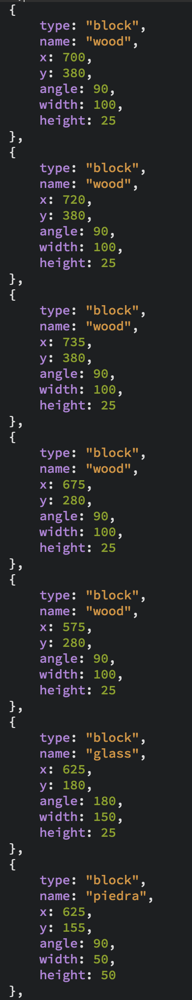 {
type: "block",
name: "wood",
x: 700,
y: 380,
angle: 90,
width: 100,
height: 25
},
{
type: "block",
name: "wood",
x: 720,
y: 380,
angle: 90,
width: 100,
height: 25
},
{
type: "block",
name: "wood",
x: 735,
y: 380,
angle: 90,
width: 100,
height: 25
},
{
type: "block",
name: "wood",
x: 675,
y: 280,
angle: 90,
width: 100,
height: 25
},
{
type: "block",
name: "wood",
x: 575,
y: 280,
angle: 90,
width: 100,
height: 25
},
{
type: "block",
name: "glass",
x: 625,
y: 180,
angle: 180,
width: 150,
height: 25
},
{
type: "block",
name: "piedra",
x: 625,
y: 155,
angle: 90,
width: 50,
height: 50
},